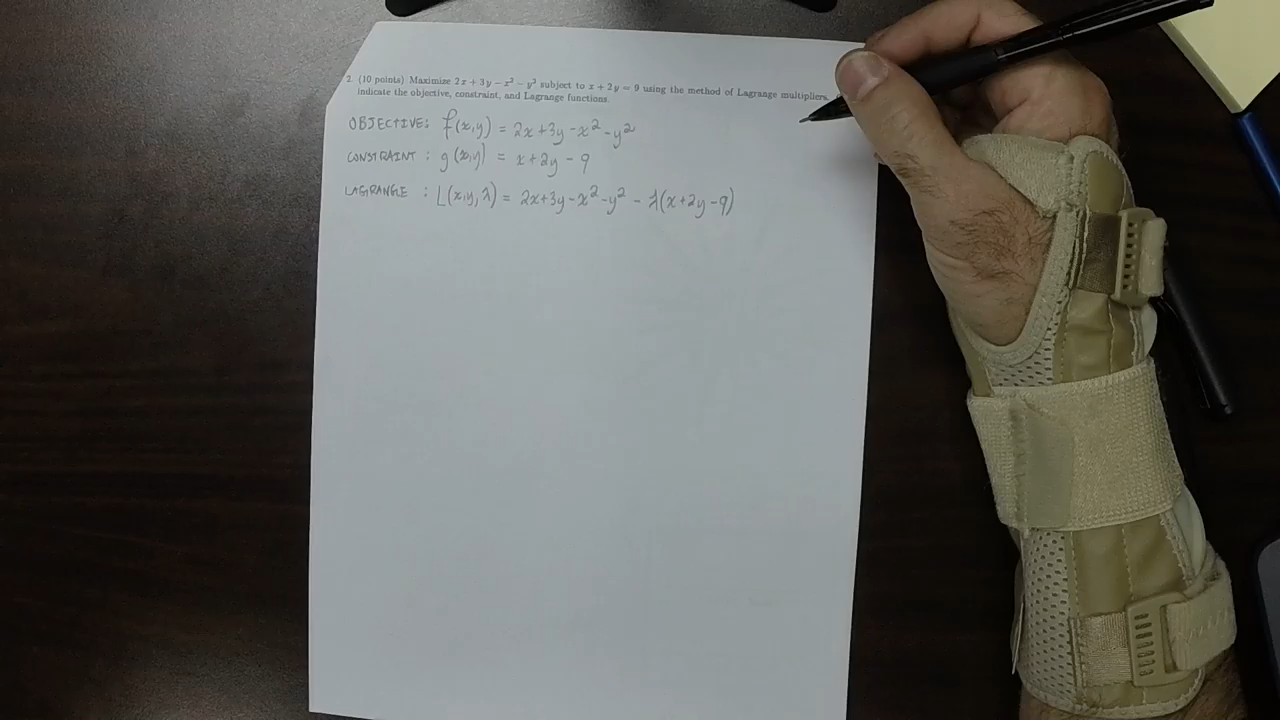 2. (10 points) Maximize 2x + 3y − x² − y² subject to x + 2y = 9 using the method of Lagrange multipliers.
indicate the objective, constraint, and Lagrange functions.
OBJECTIVE: f(x,y) = 2x+3y-x²-y²
CONSTRAINT : g(x,y) = x+2y-9
LAGRANGE : L(x,y,λ) = 2x+3y-x²-y² - λ(x+2y-9)